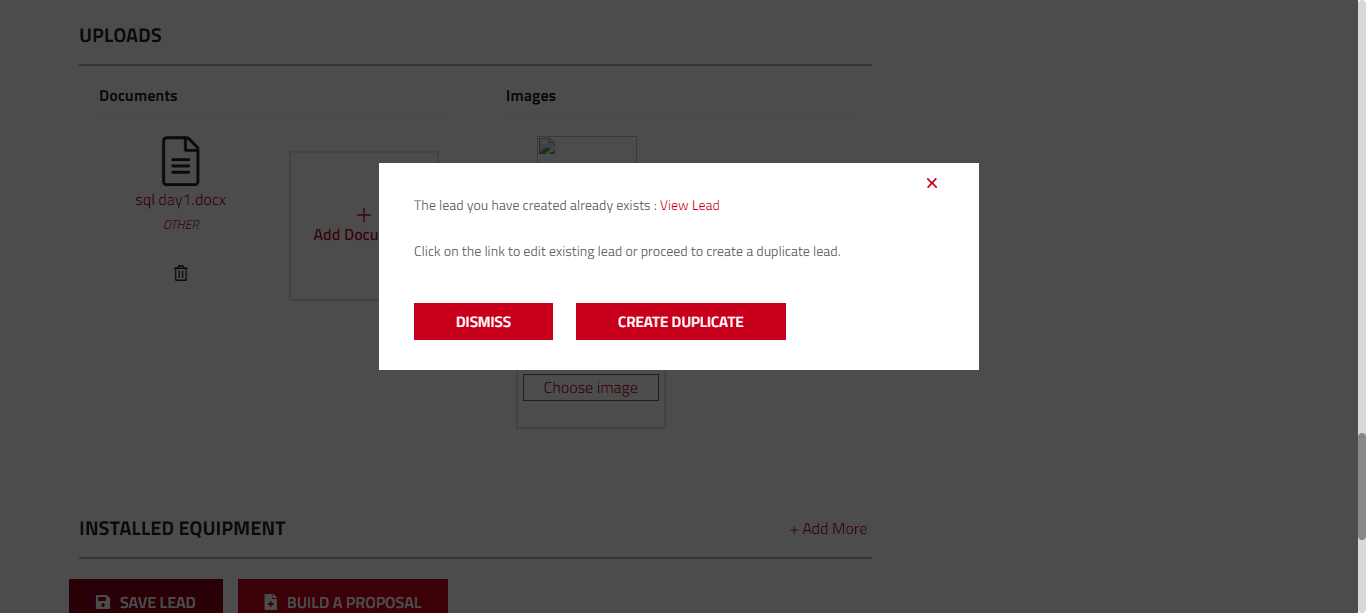 UPLOADS
Documents
Images
sql day1.docx
OTHER
+
Add Docu
The lead you have created already exists : View Lead
Click on the link to edit existing lead or proceed to create a duplicate lead.
DISMISS
CREATE DUPLICATE
Choose image
INSTALLED EQUIPMENT
+ Add More
SAVE LEAD
BUILD A PROPOSAL